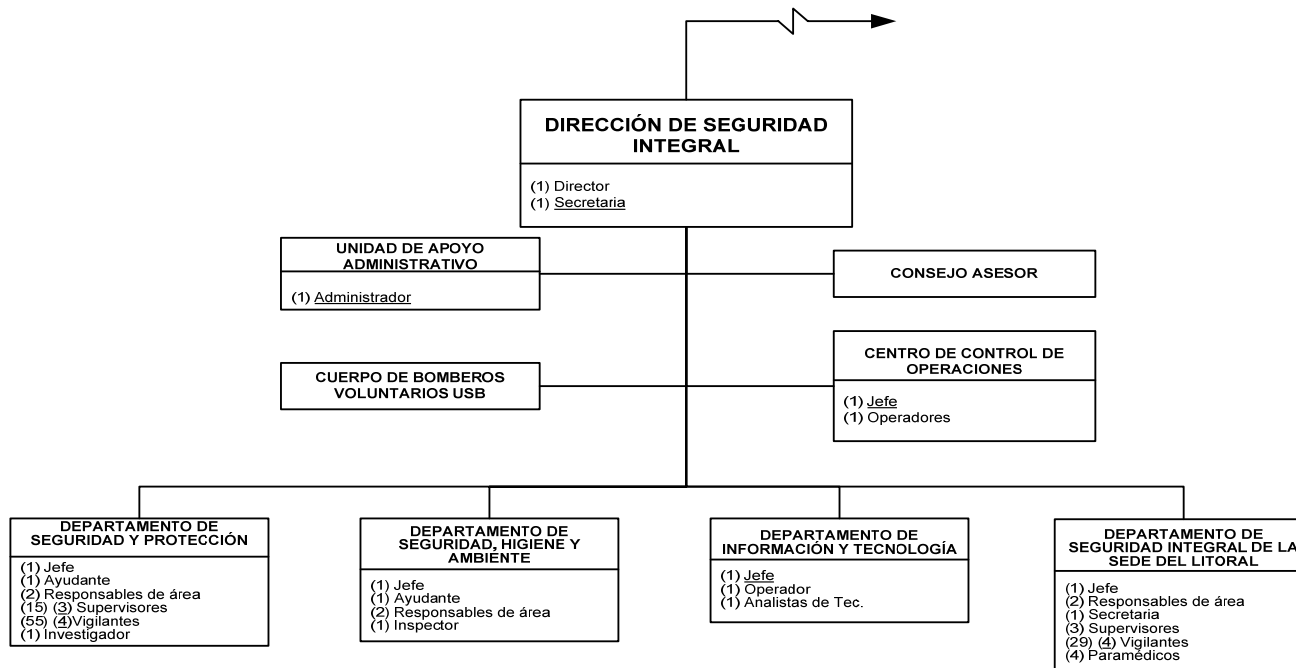 DIRECCIÓN DE SEGURIDAD
INTEGRAL
(1) Director
(1) Secretaria
UNIDAD DE APOYO
ADMINISTRATIVO
(1) Administrador
CONSEJO ASESOR
CUERPO DE BOMBEROS
VOLUNTARIOS USB
CENTRO DE CONTROL DE
OPERACIONES
(1) Jefe
(1) Operadores
DEPARTAMENTO DE
SEGURIDAD Y PROTECCIÓN
(1) Jefe
(1) Ayudante
(2) Responsables de área
(15) (3) Supervisores
(55) (4)Vigilantes
(1) Investigador
DEPARTAMENTO DE
SEGURIDAD, HIGIENE Y
AMBIENTE
(1) Jefe
(1) Ayudante
(2) Responsables de área
(1) Inspector
DEPARTAMENTO DE
INFORMACIÓN Y TECNOLOGÍA
(1) Jefe
(1) Operador
(1) Analistas de Tec.
DEPARTAMENTO DE
SEGURIDAD INTEGRAL DE LA
SEDE DEL LITORAL
(1) Jefe
(2) Responsables de área
(1) Secretaria
(3) Supervisores
(29) (4) Vigilantes
(4) Paramédicos